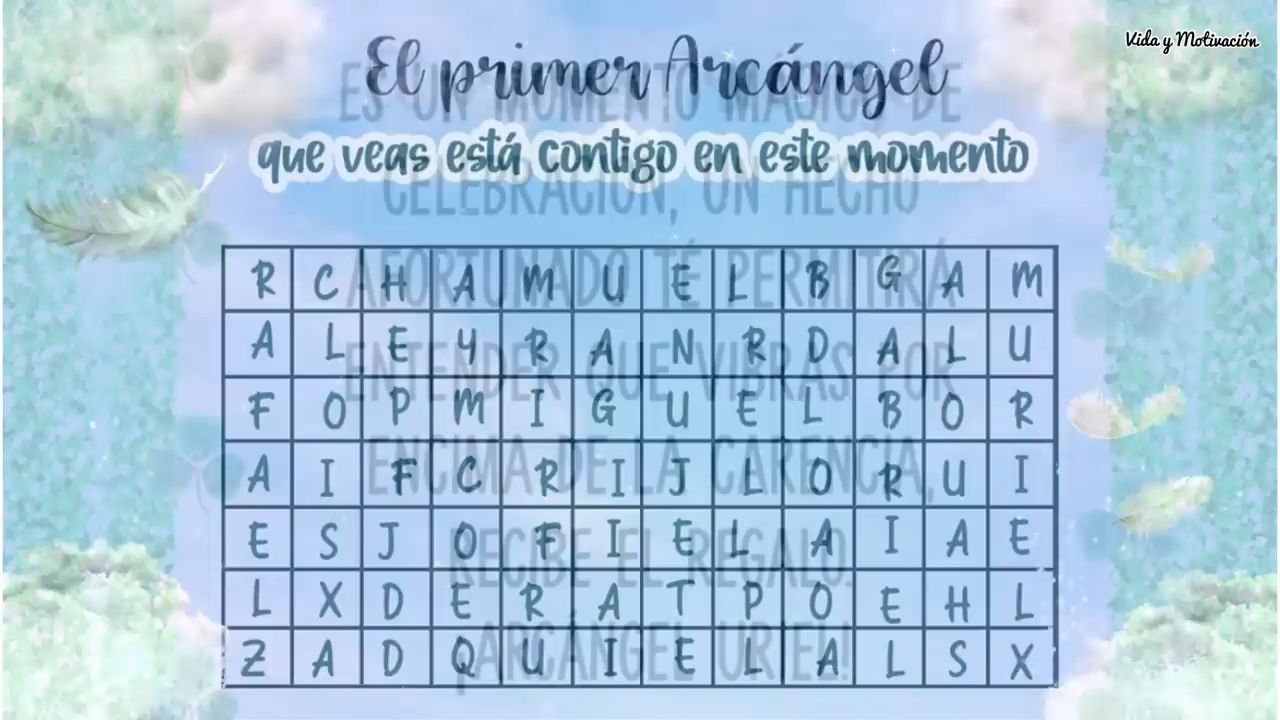 Vida y Motivación
El primer Arcángel
que veas está contigo en este momento
ES UN MOMENTO MÁGICO, DE
CELEBRACIÓN, UN HECHO
AFORTUNADO TE PERMITIRÁ
ENTENDER QUE VIBRAS POR
ENCIMA DE LA CARENCIA,
RECIBE EL REGALO.
¡ARCÁNGEL URIEL!
R C H A M U E L B G A M
A L E Y R A N R D A L U
F O P M I G U E L B O R
A I F C R I J L O R U I
E S J O F I E L A I A E
L X D E R A T P O E H L
Z A D Q U I E L A L S X